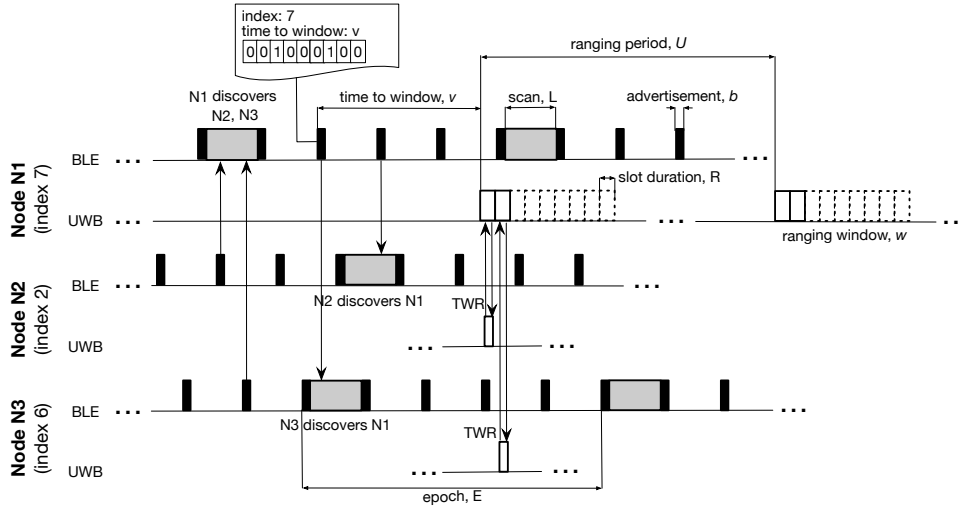 index: 7
time to window: v
0 0 1 0 0 0 1 0 0
ranging period, U
N1 discovers
N2, N3
time to window, v
scan, L
advertisement, b
BLE ... ...
Node N1
(index 7)
slot duration, R
UWB ... ... ..
ranging window, w
BLE ... ...
Node N2
(index 2)
N2 discovers N1
TWR
UWB ... ...
BLE ... ...
Node N3
(index 6)
N3 discovers N1
TWR
UWB ... ...
epoch, E